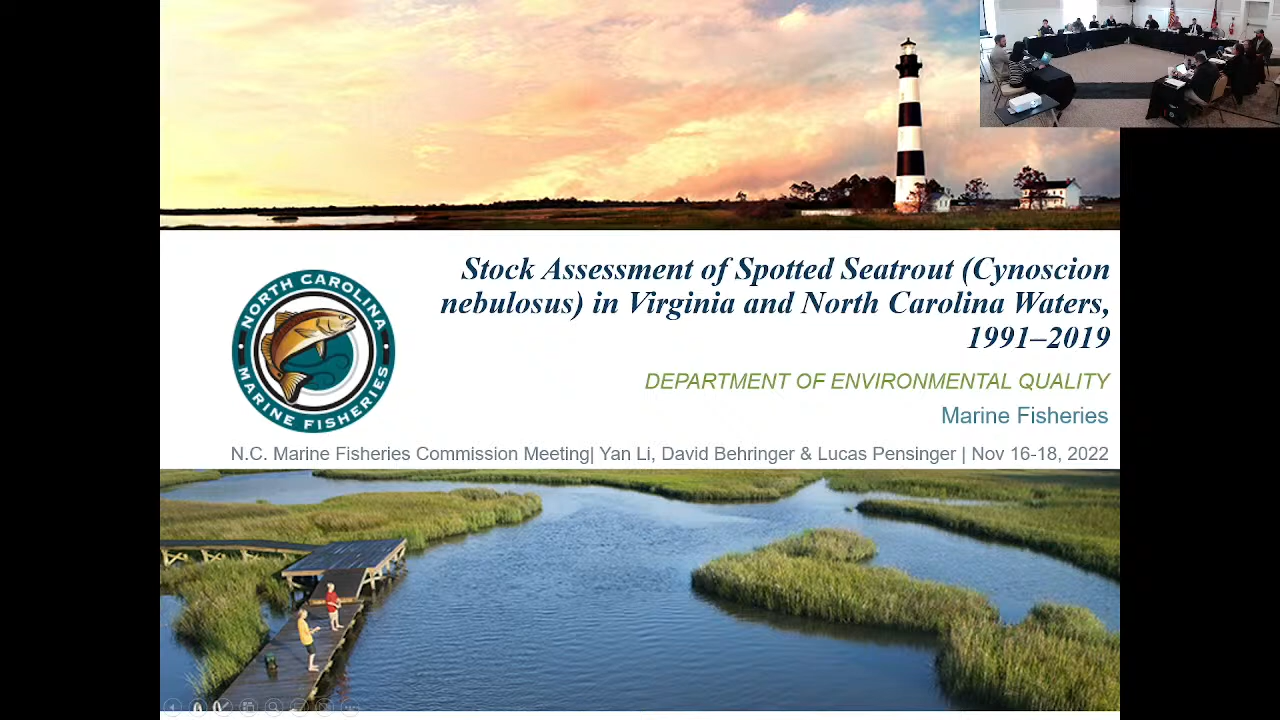 Stock Assessment of Spotted Seatrout (Cynoscion
nebulosus) in Virginia and North Carolina Waters,
1991–2019
DEPARTMENT OF ENVIRONMENTAL QUALITY
Marine Fisheries
NORTH CAROLINA
MARINE FISHERIES
N.C. Marine Fisheries Commission Meeting| Yan Li, David Behringer & Lucas Pensinger | Nov 16-18, 2022